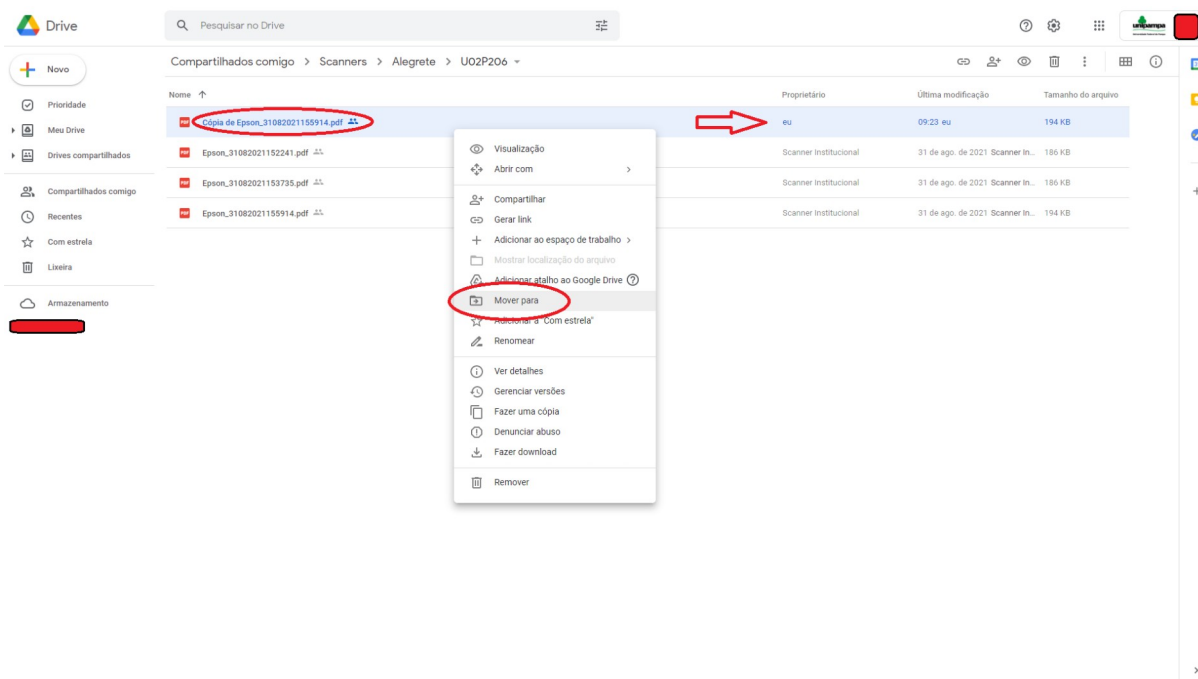 Drive
Pesquisar no Drive
unipampa
Novo
Compartilhados comigo > Scanners > Alegrete > U02P206
Prioridade
Meu Drive
Drives compartilhados
Compartilhados comigo
Recentes
Com estrela
Lixeira
Armazenamento
Nome Proprietário Última modificação Tamanho do arquivo
Cópia de Epson_31082021155914.pdf eu 09:23 eu 194 KB
Epson_31082021152241.pdf Scanner Institucional 31 de ago. de 2021 Scanner In... 186 KB
Epson_31082021153735.pdf Scanner Institucional 31 de ago. de 2021 Scanner In... 186 KB
Epson_31082021155914.pdf Scanner Institucional 31 de ago. de 2021 Scanner In... 194 KB
Visualização
Abrir com
Compartilhar
Gerar link
Adicionar ao espaço de trabalho
Mostrar localização do arquivo
Adicionar atalho ao Google Drive
Mover para
Adicionar a "Com estrela"
Renomear
Ver detalhes
Gerenciar versões
Fazer uma cópia
Denunciar abuso
Fazer download
Remover